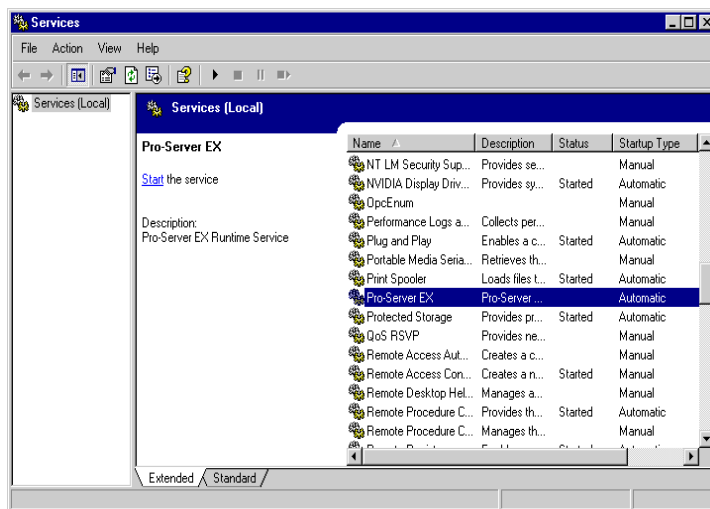 Services
File Action View Help
Services (Local)
Services (Local)
Pro-Server EX
Start the service
Description:
Pro-Server EX Runtime Service
Name Description Status Startup Type
NT LM Security Sup... Provides se... Manual
NVIDIA Display Driv... Provides sy... Started Automatic
OpcEnum Manual
Performance Logs a... Collects per... Manual
Plug and Play Enables a c... Started Automatic
Portable Media Seria... Retrieves th... Manual
Print Spooler Loads files t... Started Automatic
Pro-Server EX Pro-Server ... Automatic
Protected Storage Provides pr... Started Automatic
QoS RSVP Provides ne... Manual
Remote Access Aut... Creates a c... Manual
Remote Access Con... Creates a n... Started Manual
Remote Desktop Hel... Manages a... Manual
Remote Procedure C... Provides th... Started Automatic
Remote Procedure C... Manages th... Manual
Extended Standard